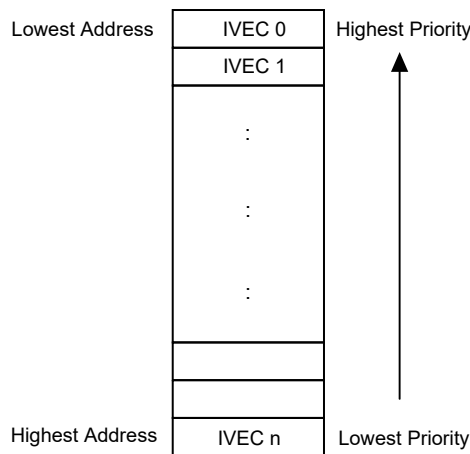 Lowest Address IVEC 0 Highest Priority
IVEC 1
:
:
:
Highest Address IVEC n Lowest Priority